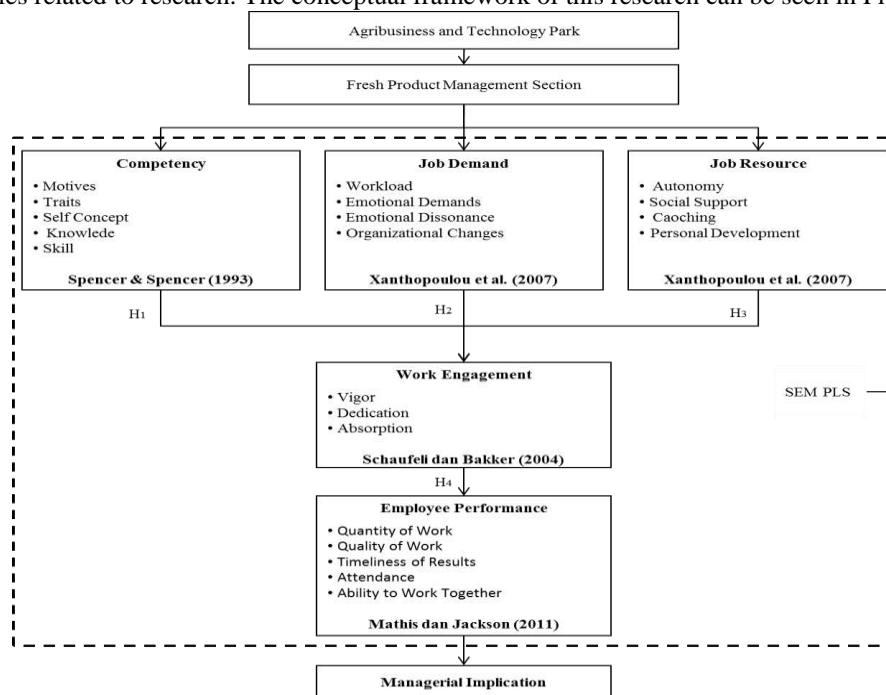 es related to research. The conceptual framework of this research can be seen in F
Agribusiness and Technology Park
Fresh Product Management Section
Competency
• Motives
• Traits
• Self Concept
• Knowlede
• Skill
Spencer & Spencer (1993)
Job Demand
• Workload
• Emotional Demands
• Emotional Dissonance
• Organizational Changes
Xanthopoulou et al. (2007)
Job Resource
• Autonomy
• Social Support
• Caoching
• Personal Development
Xanthopoulou et al. (2007)
H1
H2
H3
Work Engagement
• Vigor
• Dedication
• Absorption
Schaufeli dan Bakker (2004)
SEM PLS
H4
Employee Performance
• Quantity of Work
• Quality of Work
• Timeliness of Results
• Attendance
• Ability to Work Together
Mathis dan Jackson (2011)
Managerial Implication